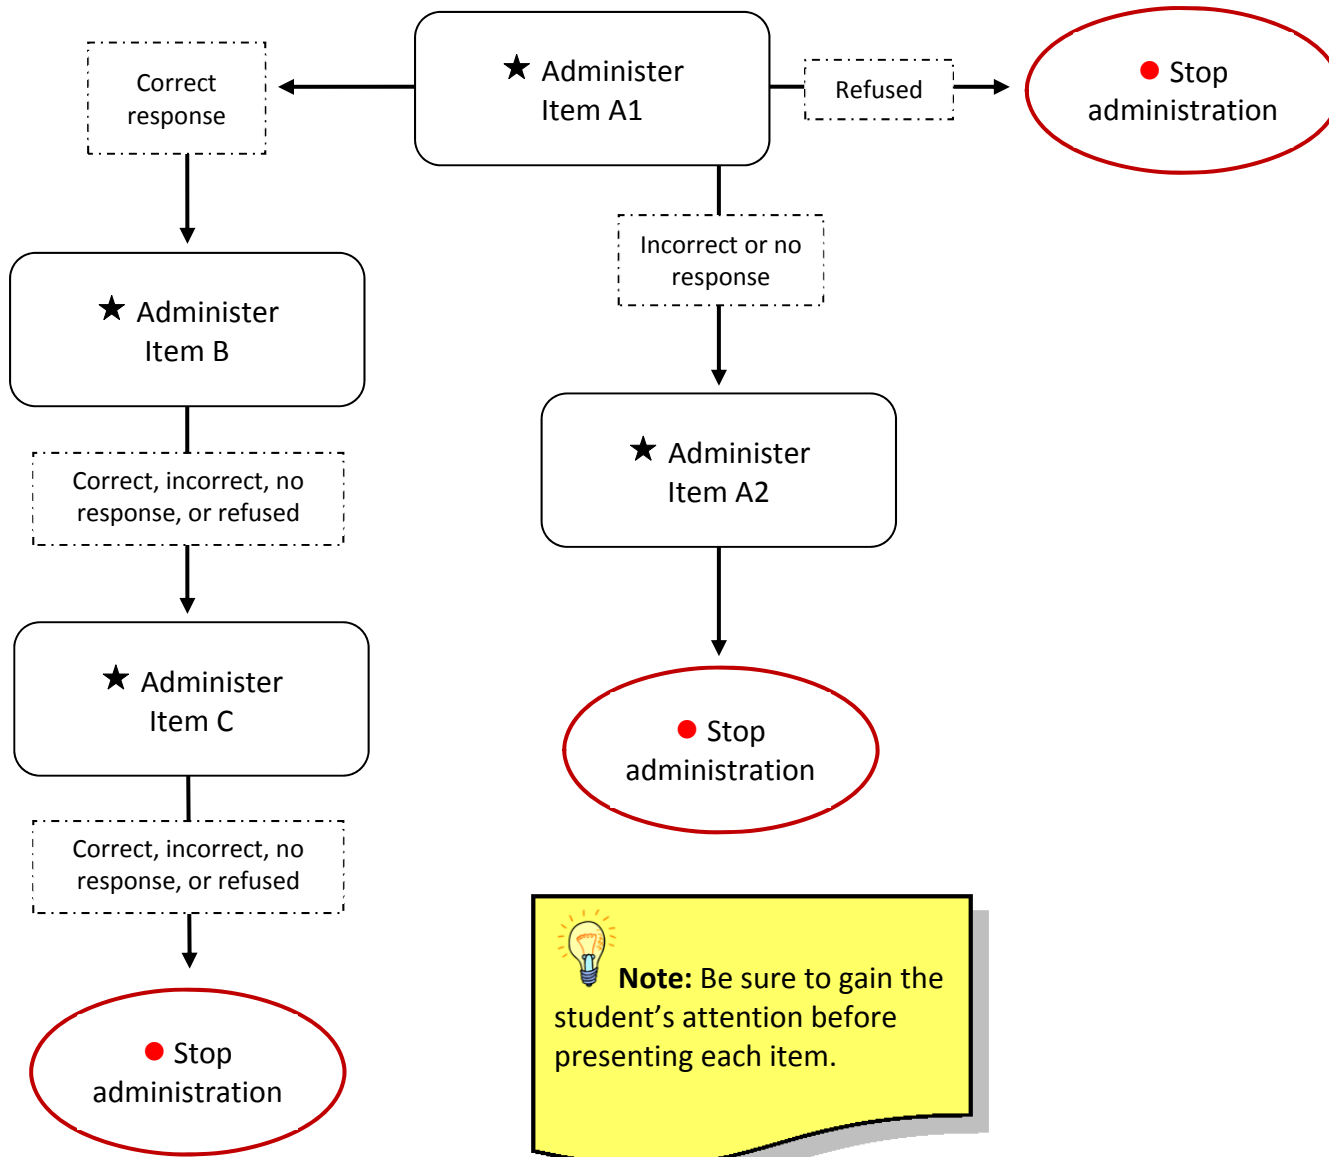 Correct
response
★ Administer
Item A1
Refused
● Stop
administration
Incorrect or no
response
★ Administer
Item B
★ Administer
Item A2
Correct, incorrect, no
response, or refused
★ Administer
Item C
● Stop
administration
Correct, incorrect, no
response, or refused
Note: Be sure to gain the
student’s attention before
presenting each item.
● Stop
administration